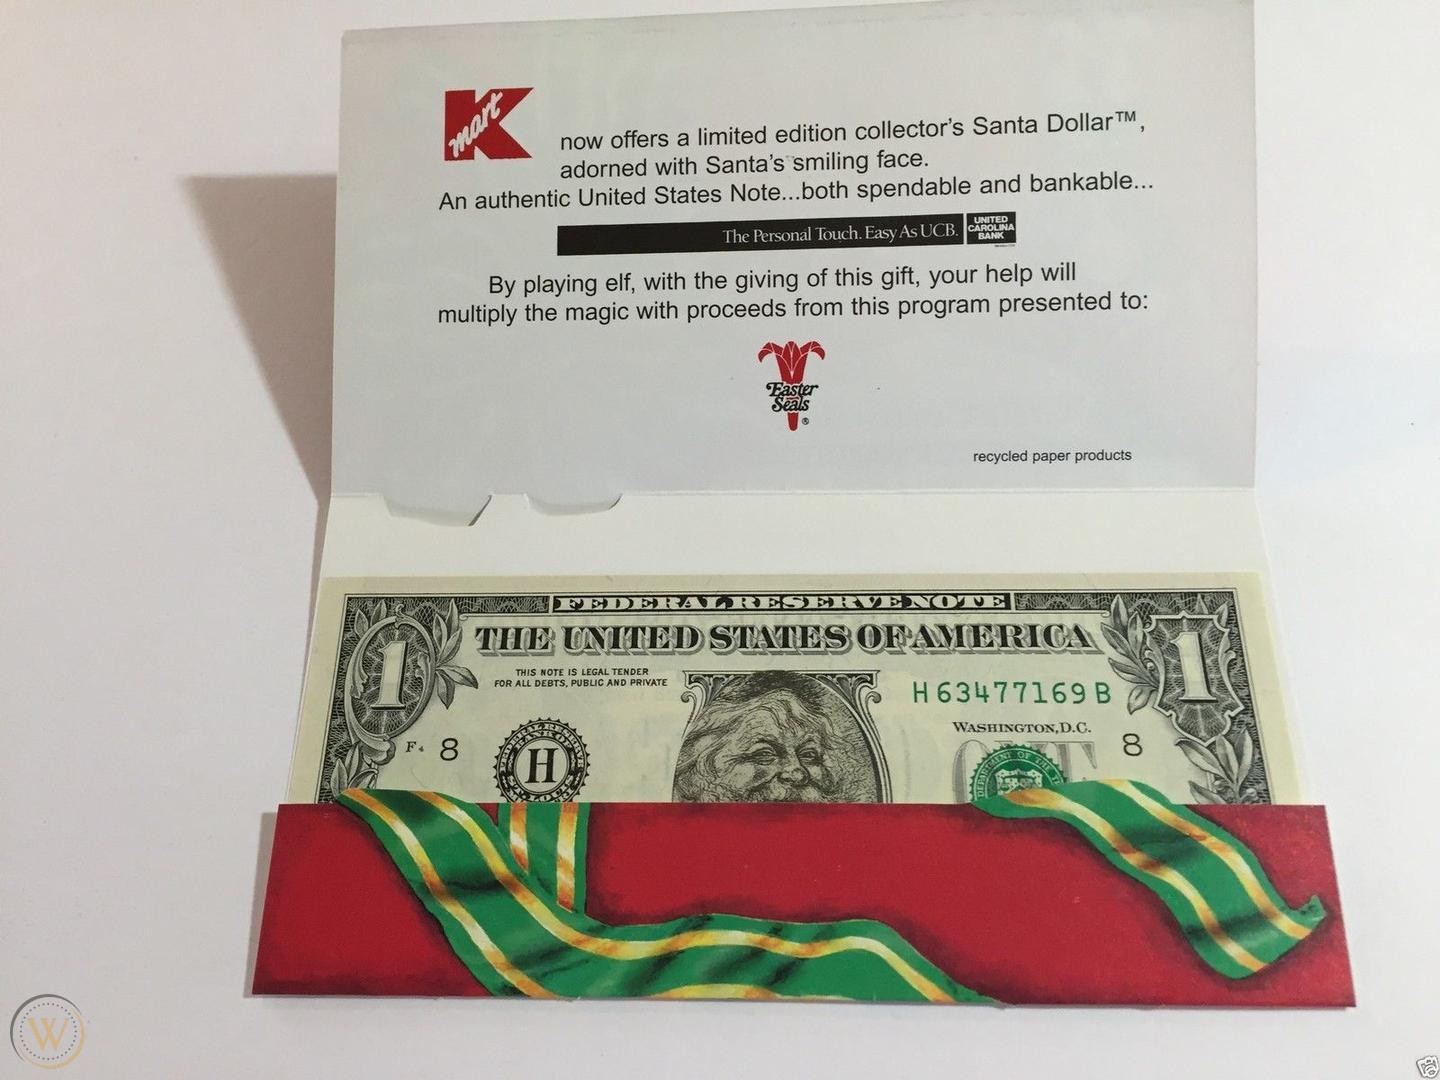 K
mart
now offers a limited edition collector's Santa Dollar™,
adorned with Santa's smiling face.
An authentic United States Note...both spendable and bankable...
The Personal Touch. Easy As UCB.
UNITED
CAROLINA
BANK
By playing elf, with the giving of this gift, your help will
multiply the magic with proceeds from this program presented to:
Easter
Seals
®
recycled paper products
FEDERAL RESERVE NOTE
THE UNITED STATES OF AMERICA
1
1
THIS NOTE IS LEGAL TENDER
FOR ALL DEBTS, PUBLIC AND PRIVATE
H 63477169 B
WASHINGTON, D.C.
F4 8
H
8
DEPARTMENT OF THE
W